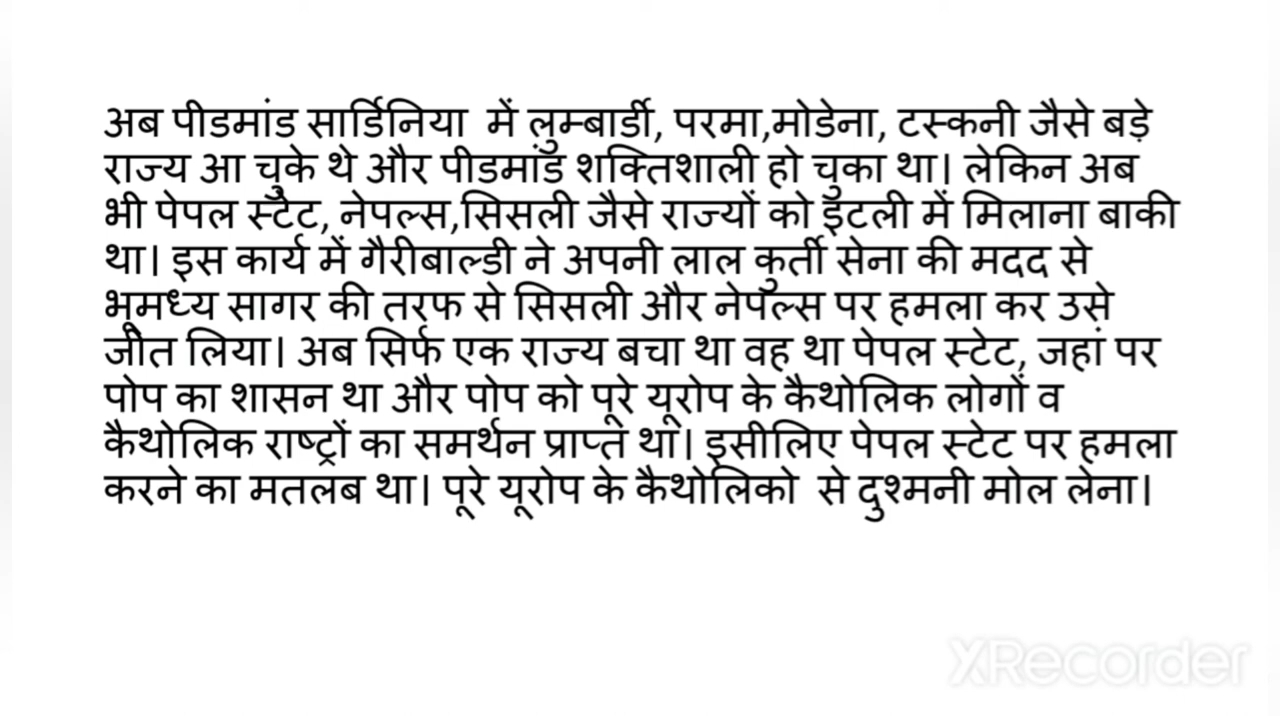 अब पीडमांड सार्डिनिया  में लुम्बार्डी, परमा,मोडेना, टस्कनी जैसे बड़े
राज्य आ चुके थे और पीडमांड शक्तिशाली हो चुका था। लेकिन अब
भी पेपल स्टैट, नेपल्स,सिसली जैसे राज्यों को इटली में मिलाना बाकी
था। इस कार्य में गैरीबाल्डी ने अपनी लाल कुर्ती सेना की मदद से
भूमध्य सागर की तरफ से सिसली और नेपल्स पर हमला कर उसे
जीत लिया। अब सिर्फ एक राज्य बचा था वह था पेपल स्टेट, जहां पर
पोप का शासन था और पोप को पूरे यूरोप के कैथोलिक लोगों व
कैथोलिक राष्ट्रों का समर्थन प्राप्त था। इसीलिए पेपल स्टेट पर हमला
करने का मतलब था। पूरे यूरोप के कैथोलिको  से दुश्मनी मोल लेना।
XRecorder